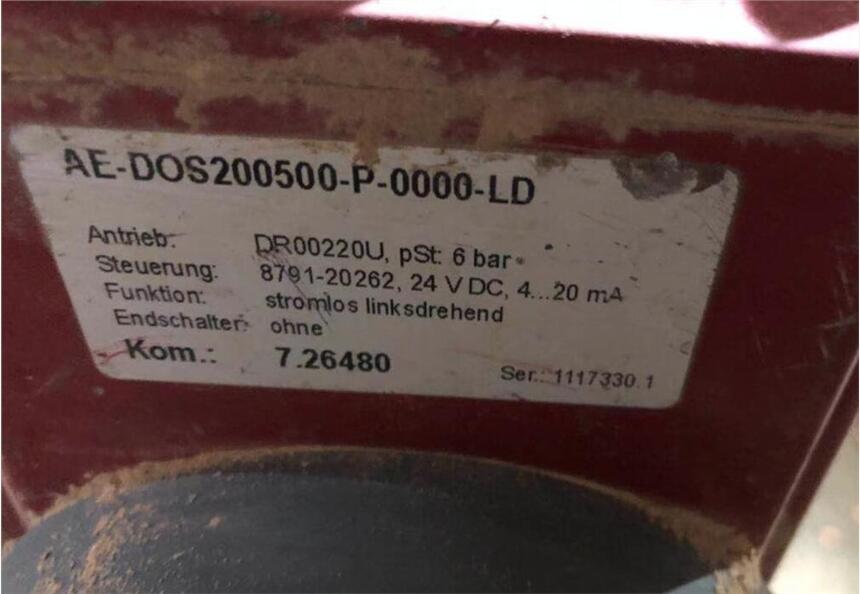 AE-DOS200500-P-0000-LD
Antrieb: DR00220U, pSt: 6 bar
Steuerung: 8791-20262, 24 V DC, 4...20 mA
Funktion: stromlos linksdrehend
Endschalter: ohne
Kom.: 7.26480 Ser.: 1117330.1